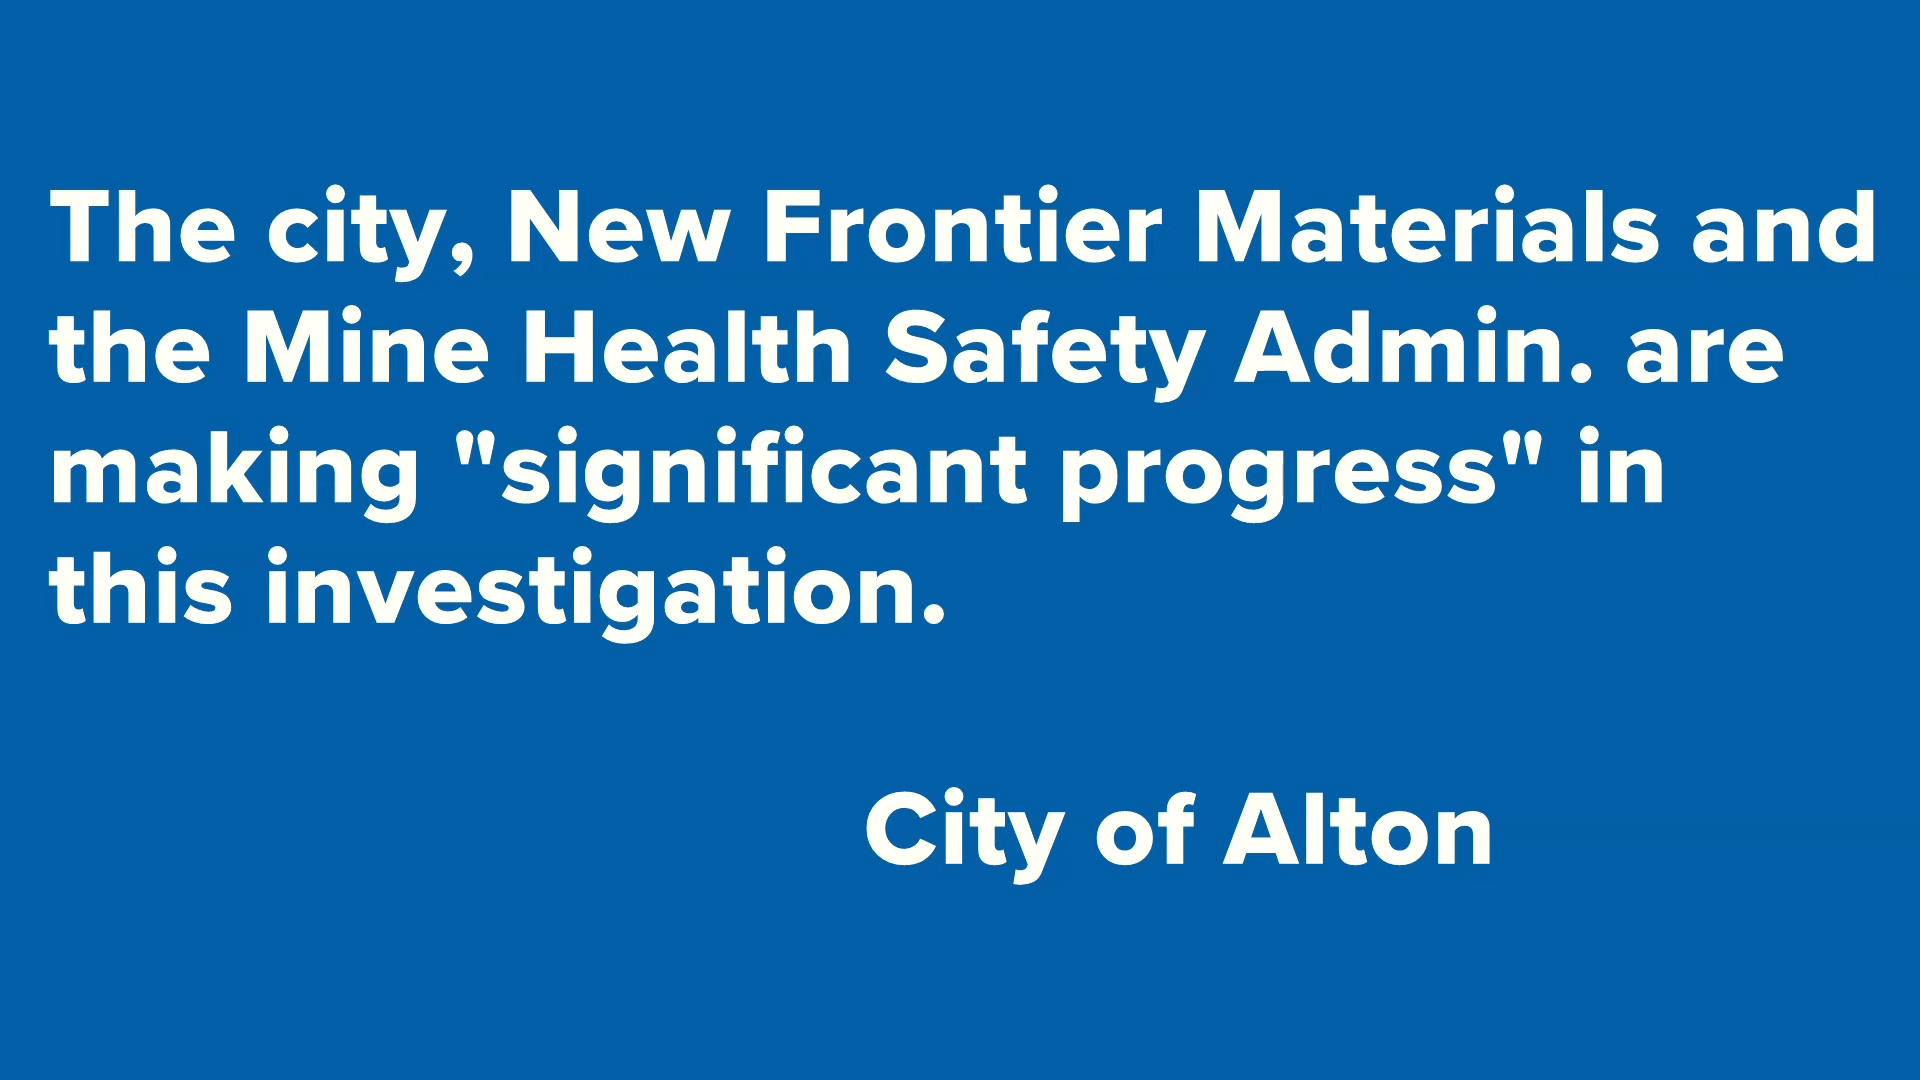 The city, New Frontier Materials and
the Mine Health Safety Admin. are
making "significant progress" in
this investigation.
City of Alton